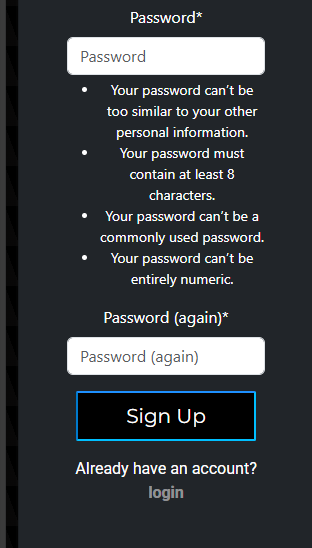 Password*
Password
• Your password can’t be
too similar to your other
personal information.
• Your password must
contain at least 8
characters.
• Your password can’t be a
commonly used password.
• Your password can’t be
entirely numeric.
Password (again)*
Password (again)
Sign Up
Already have an account?
login